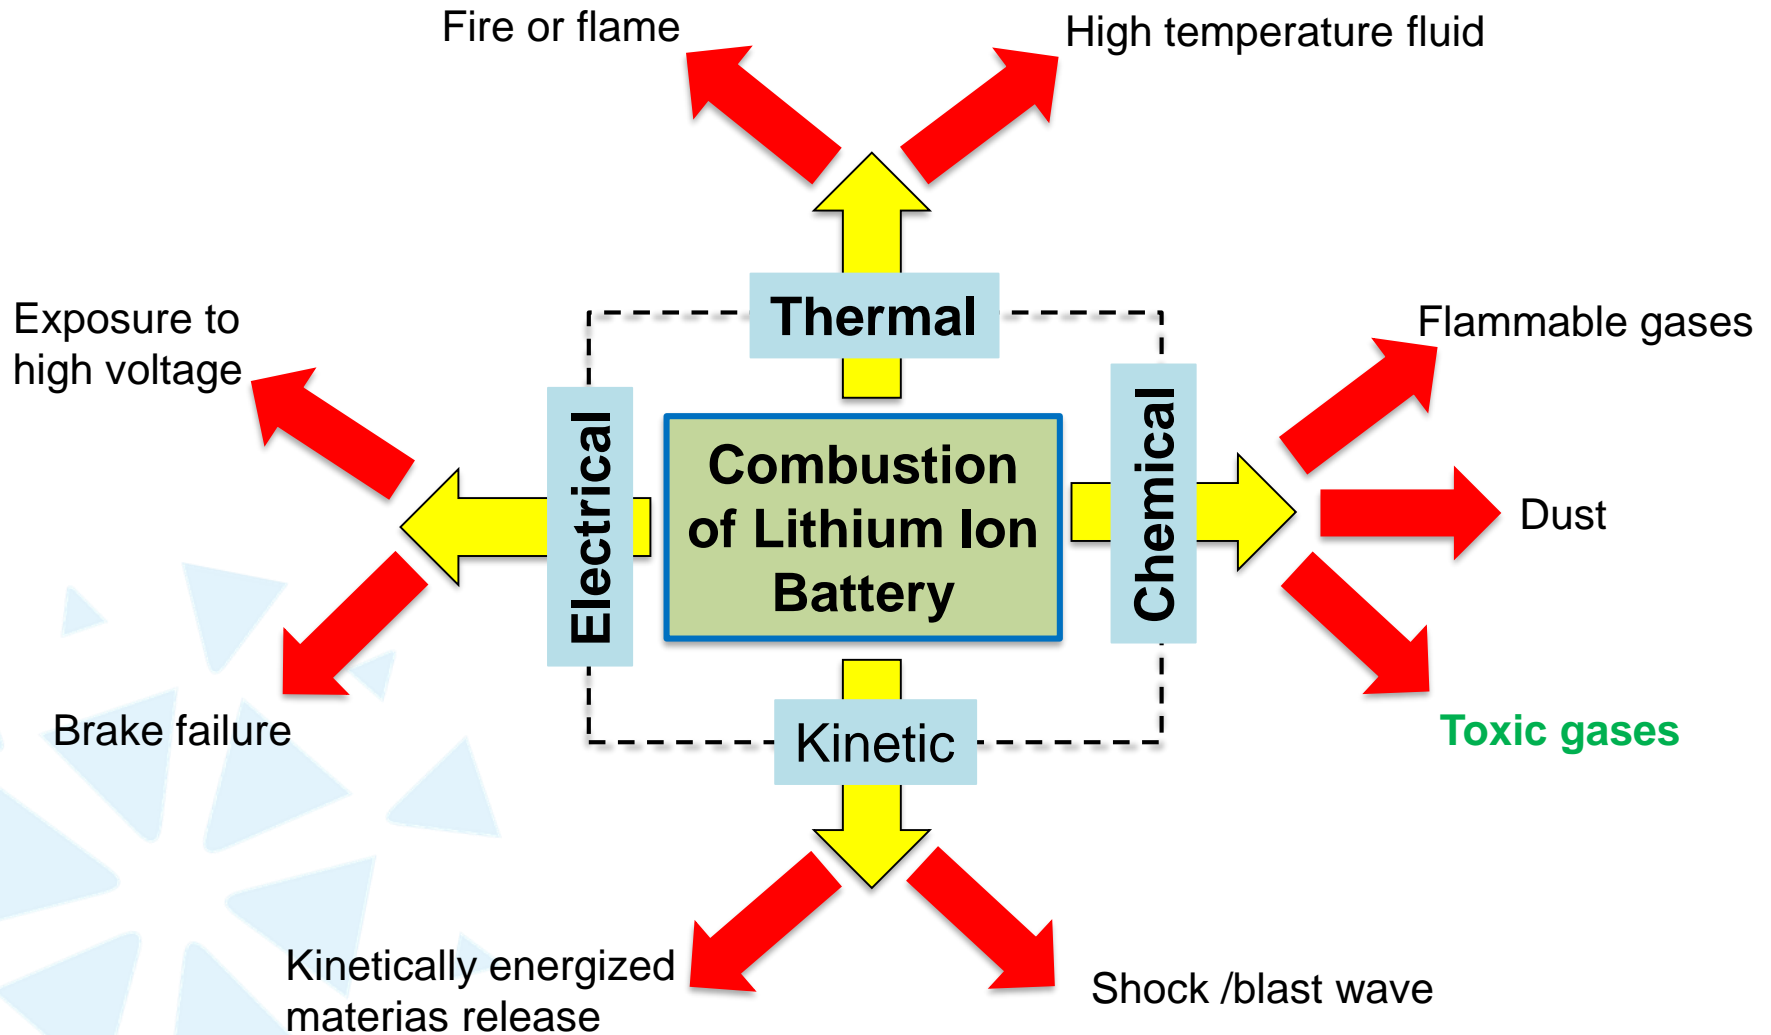 Fire or flame
High temperature fluid
Thermal
Exposure to
high voltage
Flammable gases
Electrical
Combustion
of Lithium Ion
Battery
Chemical
Dust
Brake failure
Kinetic
Toxic gases
Kinetically energized
materias release
Shock /blast wave